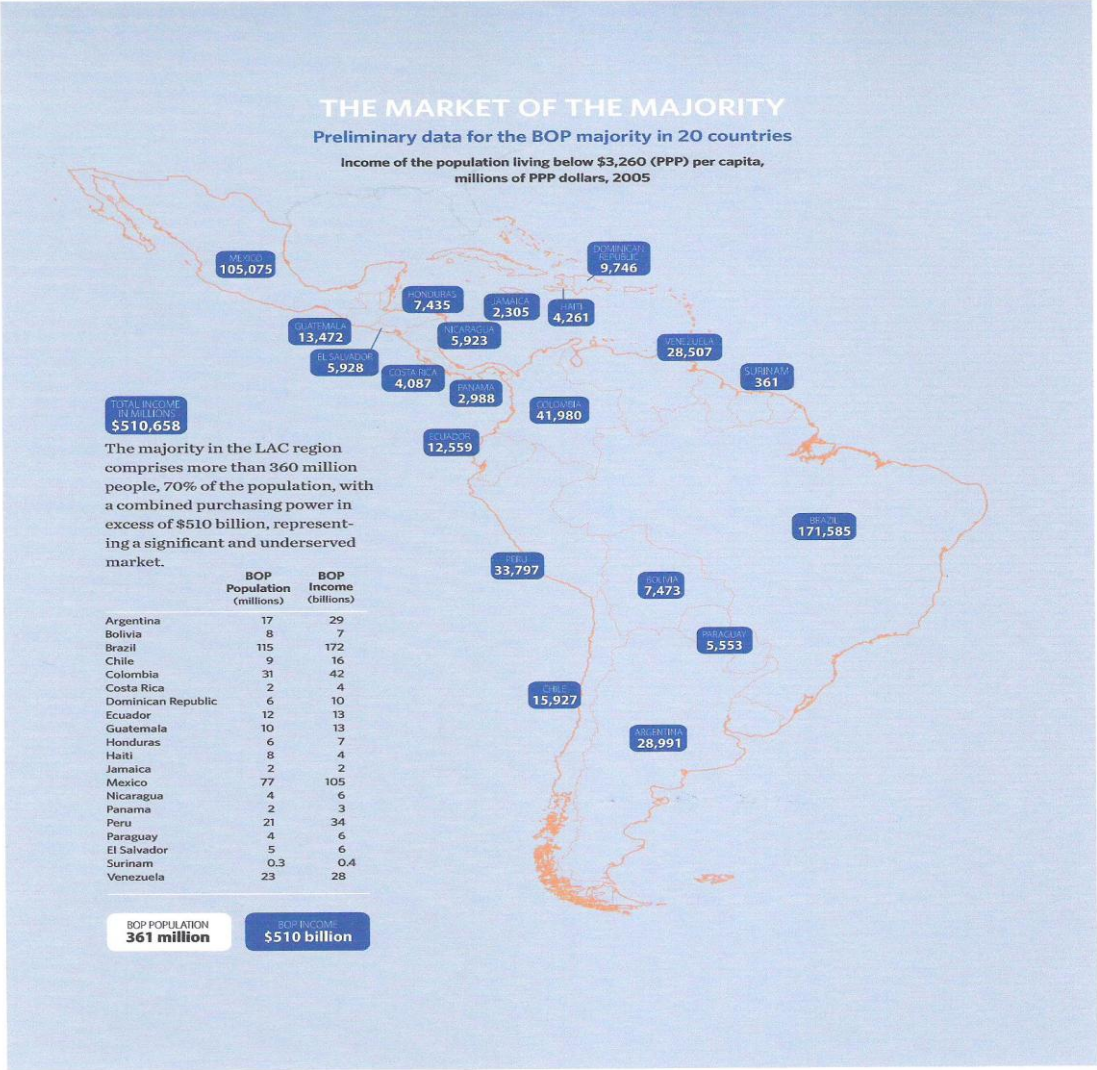 THE MARKET OF THE MAJORITY
Preliminary data for the BOP majority in 20 countries
Income of the population living below $3,260 (PPP) per capita,
millions of PPP dollars, 2005
MEXICO
105,075
DOMINICAN
REPUBLIC
9,746
HONDURAS
7,435
JAMAICA
2,305
HAITI
4,261
GUATEMALA
13,472
NICARAGUA
5,923
EL SALVADOR
5,928
VENEZUELA
28,507
COSTA RICA
4,087
SURINAM
361
PANAMA
2,988
COLOMBIA
41,980
ECUADOR
12,559
BRAZIL
171,585
PERU
33,797
BOLIVIA
7,473
PARAGUAY
5,553
CHILE
15,927
ARGENTINA
28,991
TOTAL INCOME
IN MILLIONS
$510,658
The majority in the LAC region
comprises more than 360 million
people, 70% of the population, with
a combined purchasing power in
excess of $510 billion, represent-
ing a significant and underserved
market.
BOP BOP
Population Income
(millions) (billions)
Argentina 17 29
Bolivia 8 7
Brazil 115 172
Chile 9 16
Colombia 31 42
Costa Rica 2 4
Dominican Republic 6 10
Ecuador 12 13
Guatemala 10 13
Honduras 6 7
Haiti 8 4
Jamaica 2 2
Mexico 77 105
Nicaragua 4 6
Panama 2 3
Peru 21 34
Paraguay 4 6
El Salvador 5 6
Surinam 0.3 0.4
Venezuela 23 28
BOP POPULATION
361 million
BOP INCOME
$510 billion